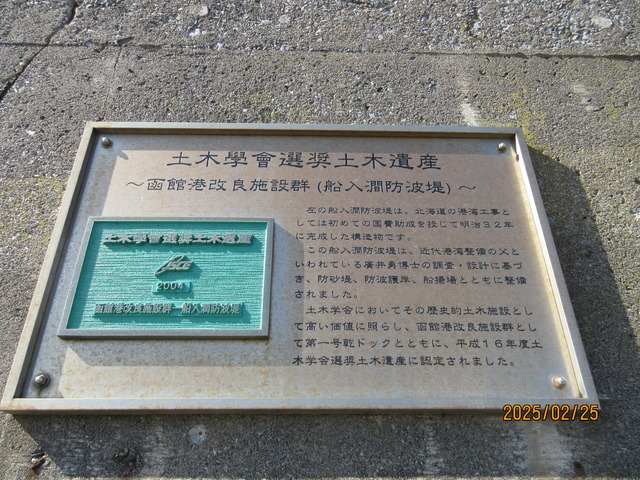 土木學會選奨土木遺産
～函館港改良施設群(船入澗防波堤)～
土木學會選奨土木遺産
JSCE
2004
函館港改良施設群－船入澗防波堤
左の船入澗防波堤は、北海道の港湾工事と
しては初めての国費助成を投じて明治３２年
に完成した構造物です。
この船入澗防波堤は、近代港湾整備の父と
いわれている廣井勇博士の調査・設計に基づ
き、防砂堤、防波護岸、船揚場とともに整備
されました。
土木学会においてその歴史的土木施設とし
て高い価値に照らし、函館港改良施設群とし
て第一号乾ドックとともに、平成１６年度土
木学会選奨土木遺産に認定されました。
2025/02/25